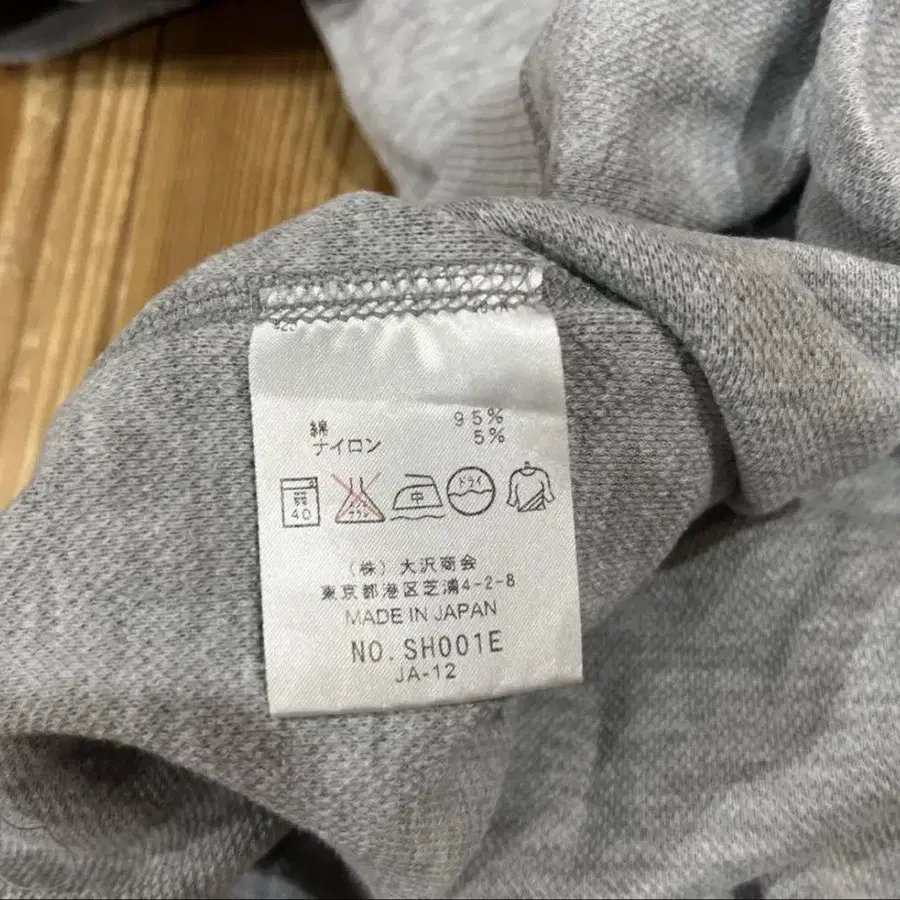 綿 95%
ナイロン 5%
40
中
ドライ
(株) 大沢商会
東京都港区芝浦4-2-8
MADE IN JAPAN
NO. SH001E
JA-12